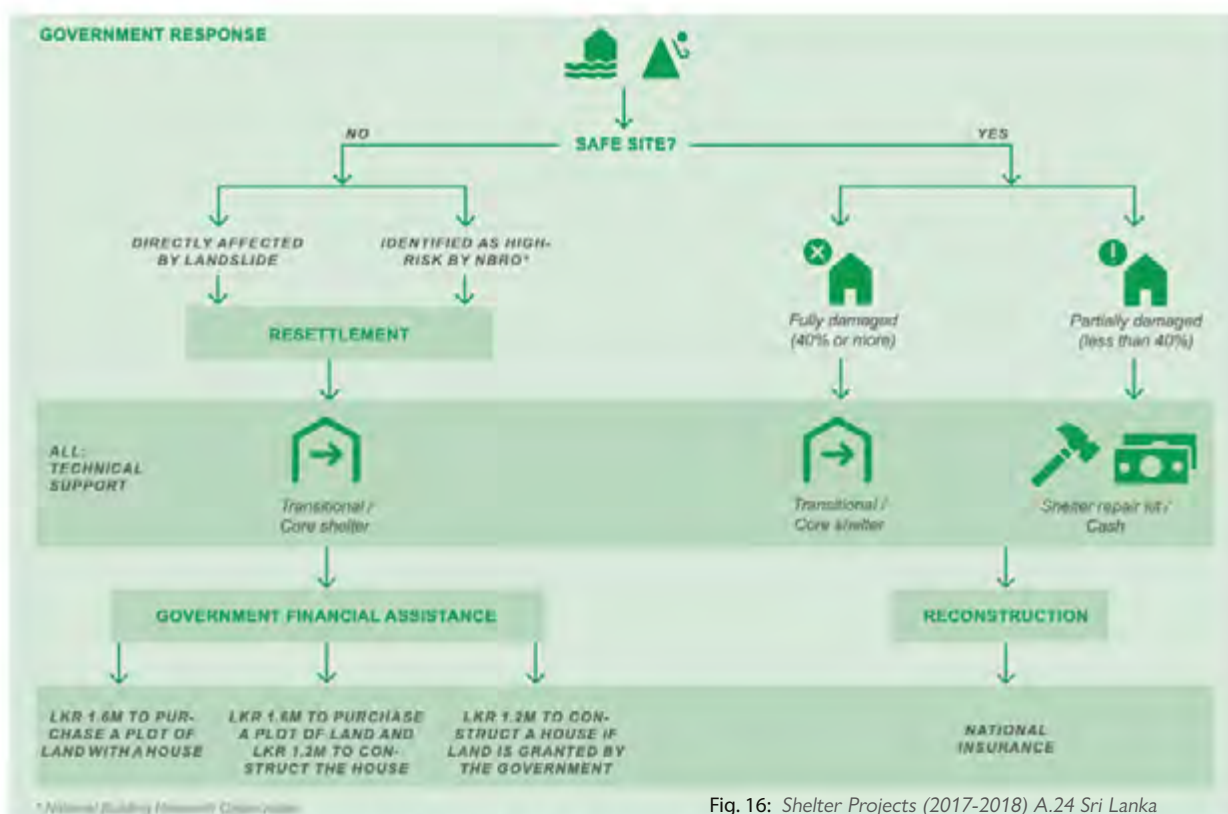 GOVERNMENT RESPONSE
NO
SAFE SITE?
YES
DIRECTLY AFFECTED
BY LANDSLIDE
IDENTIFIED AS HIGH-
RISK BY NBRO*
RESETTLEMENT
Fully damaged
(40% or more)
Partially damaged
(less than 40%)
ALL:
TECHNICAL
SUPPORT
Transitional /
Core shelter
Transitional /
Core shelter
Shelter repair kit /
Cash
GOVERNMENT FINANCIAL ASSISTANCE
RECONSTRUCTION
LKR 1.6M TO PUR-
CHASE A PLOT OF
LAND WITH A HOUSE
LKR 1.6M TO PURCHASE
A PLOT OF LAND AND
LKR 1.2M TO CON-
STRUCT THE HOUSE
LKR 1.2M TO CON-
STRUCT A HOUSE IF
LAND IS GRANTED BY
THE GOVERNMENT
NATIONAL
INSURANCE
* National Building Research Organisation
Fig. 16: Shelter Projects (2017-2018) A.24 Sri Lanka